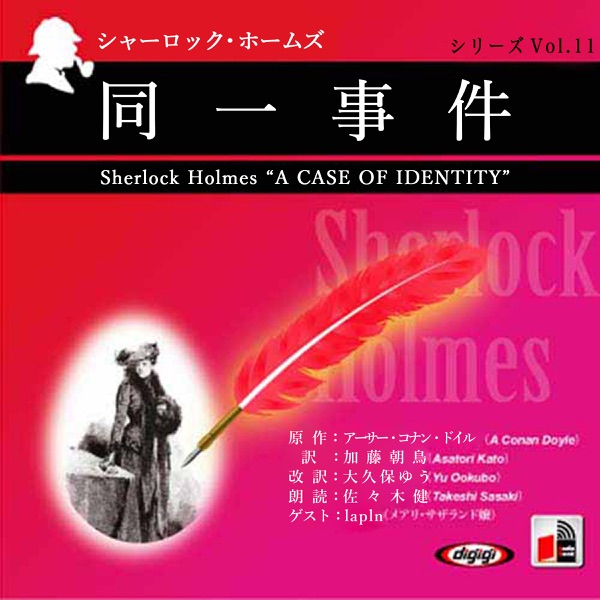 シャーロック・ホームズ
シリーズ Vol.11
同一事件
Sherlock Holmes “A CASE OF IDENTITY”
Sherlock
Holmes
原 作：アーサー・コナン・ドイル (A Conan Doyle)
訳 ：加藤朝鳥(Asatori Kato)
改 訳：大久保ゆう(Yu Ookubo)
朗 読：佐々木健(Takeshi Sasaki)
ゲスト：lapln(メアリ・サザランド嬢)
digigi